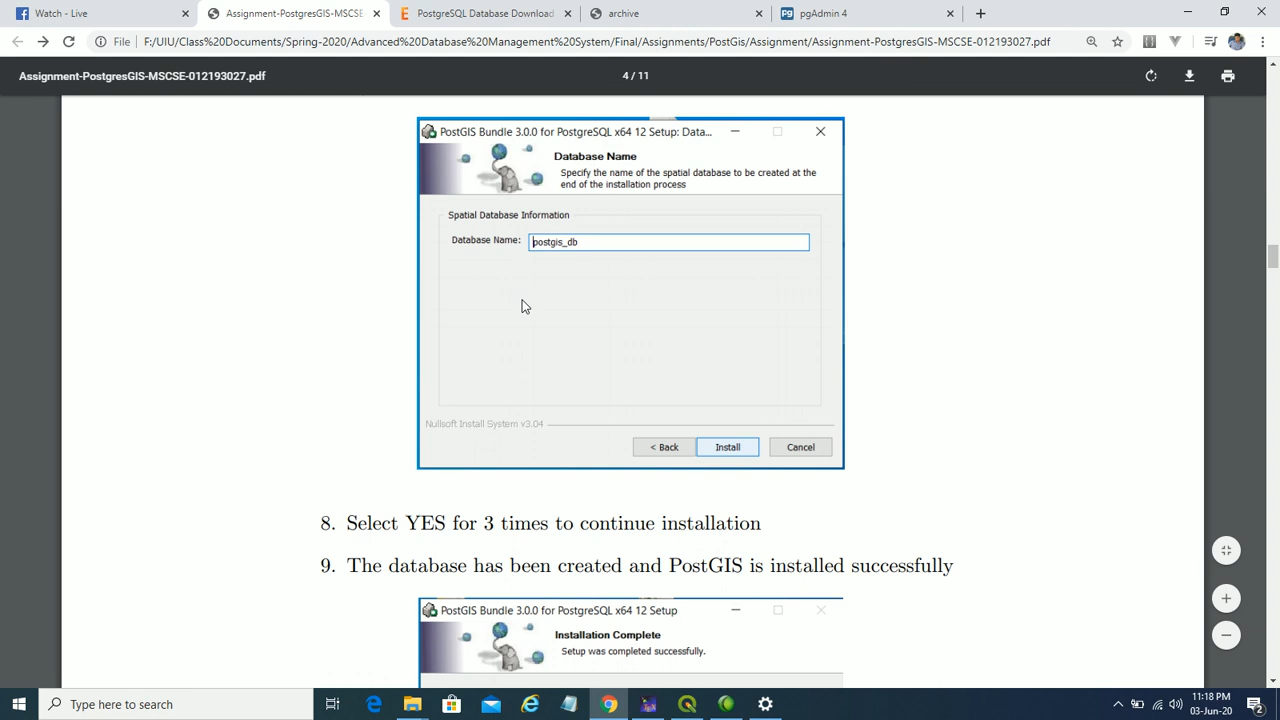 Watch - Live
Assignment-PostgresGIS-MSCSE-
PostgreSQL Database Download
archive
pgAdmin 4
File
F:/UIU/Class%20Documents/Spring-2020/Advanced%20Database%20Management%20System/Final/Assignments/PostGis/Assignment/Assignment-PostgresGIS-MSCSE-012193027.pdf
Assignment-PostgresGIS-MSCSE-012193027.pdf
4 / 11
PostGIS Bundle 3.0.0 for PostgreSQL x64 12 Setup: Data...
Database Name
Specify the name of the spatial database to be created at the
end of the installation process
Spatial Database Information
Database Name:
postgis_db
Nullsoft Install System v3.04
< Back
Install
Cancel
8. Select YES for 3 times to continue installation
9. The database has been created and PostGIS is installed successfully
PostGIS Bundle 3.0.0 for PostgreSQL x64 12 Setup
Installation Complete
Setup was completed successfully.
Type here to search
11:18 PM
03-Jun-20
2